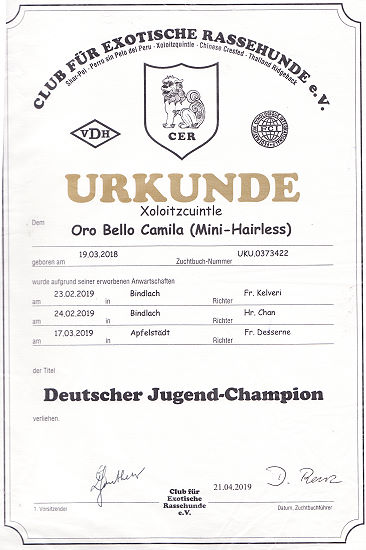 CLUB FÜR EXOTISCHE RASSEHUNDE e.V.
Shar-Pei · Perro sin Pelo del Peru · Xoloitzquintle · Chinese Crested · Thailand Ridgeback
VDH
CER
FCI
URKUNDE
Xoloitzcuintle
Dem
Oro Bello Camila (Mini-Hairless)
19.03.2018 UKU.0373422
geboren am Zuchtbuch-Nummer
wurde aufgrund seiner erworbenen Anwartschaften
23.02.2019 Bindlach Fr. Kelveri
am in Richter
24.02.2019 Bindlach Hr. Chan
am in Richter
17.03.2019 Apfelstädt Fr. Desserne
am in Richter
der Titel
Deutscher Jugend-Champion
verliehen.
21.04.2019
Club für
Exotische
Rassehunde
e.V.
1. Vorsitzender
Datum, Zuchtbuchführer